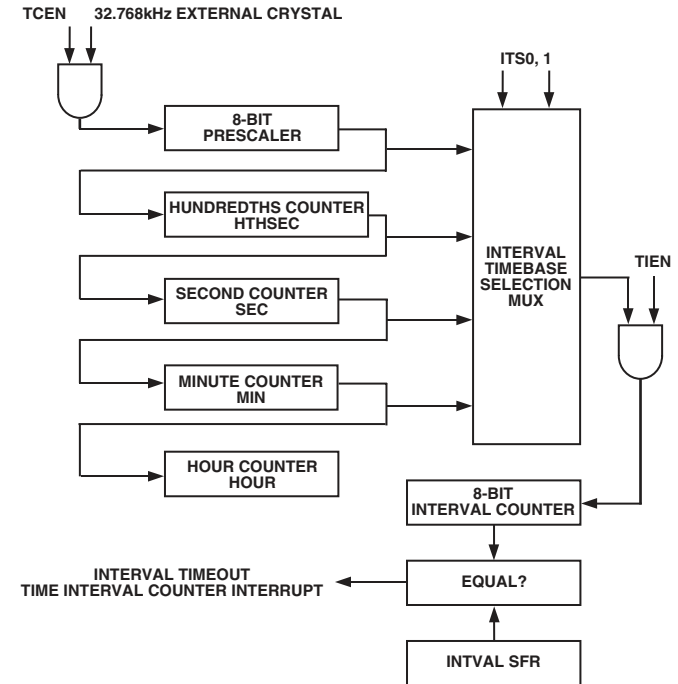 TCEN 32.768kHz EXTERNAL CRYSTAL
ITS0, 1
8-BIT
PRESCALER
HUNDREDTHS COUNTER
HTHSEC
INTERVAL
TIMEBASE
SELECTION
MUX
TIEN
SECOND COUNTER
SEC
MINUTE COUNTER
MIN
HOUR COUNTER
HOUR
8-BIT
INTERVAL COUNTER
INTERVAL TIMEOUT
TIME INTERVAL COUNTER INTERRUPT
EQUAL?
INTVAL SFR